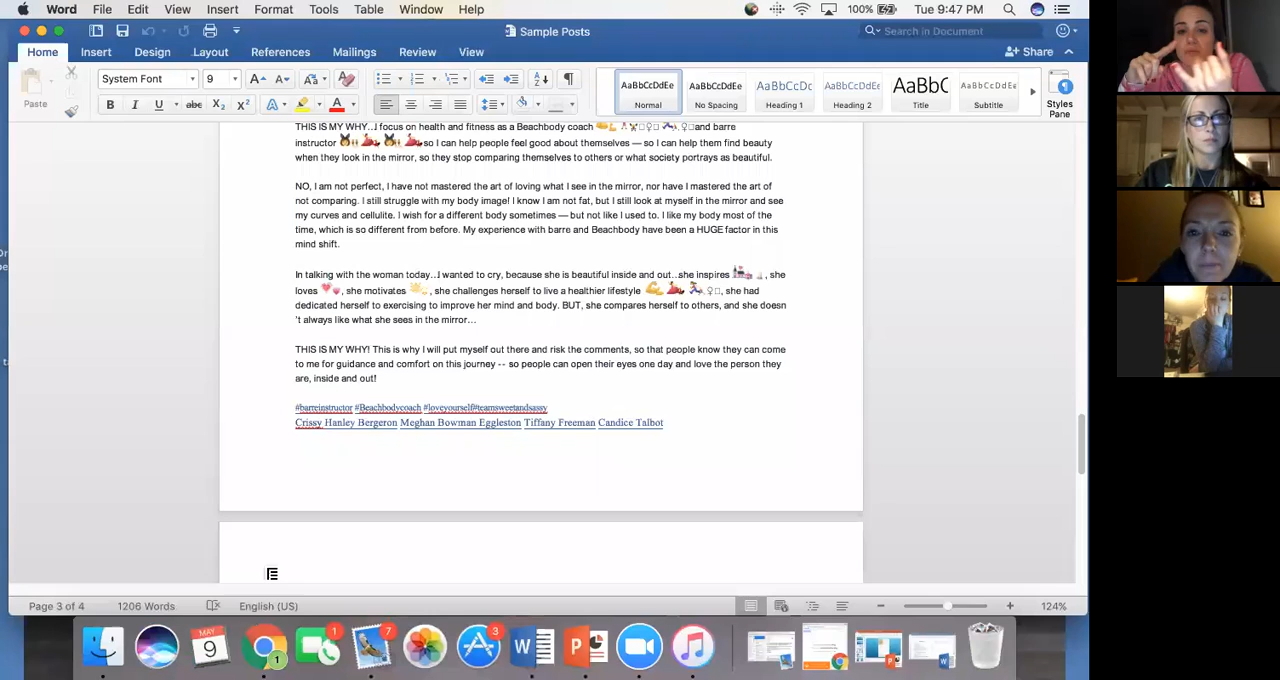 Word File Edit View Insert Format Tools Table Window Help 100% Tue 9:47 PM
Sample Posts Search in Document
Home Insert Design Layout References Mailings Review View Share
Paste System Font 9 AaBbCcDdEe AaBbCcDdEe AaBbCcDc AaBbCcDdEe AaBbC AaBbCcDdEe
Normal No Spacing Heading 1 Heading 2 Title Subtitle Styles Pane
THIS IS MY WHY…I focus on health and fitness as a Beachbody coach and barre
instructor so I can help people feel good about themselves — so I can help them find beauty
when they look in the mirror, so they stop comparing themselves to others or what society portrays as beautiful.
NO, I am not perfect, I have not mastered the art of loving what I see in the mirror, nor have I mastered the art of
not comparing. I still struggle with my body image! I know I am not fat, but I still look at myself in the mirror and see
my curves and cellulite. I wish for a different body sometimes — but not like I used to. I like my body most of the
time, which is so different from before. My experience with barre and Beachbody have been a HUGE factor in this
mind shift.
In talking with the woman today…I wanted to cry, because she is beautiful inside and out…she inspires , she
loves , she motivates , she challenges herself to live a healthier lifestyle , she had
dedicated herself to exercising to improve her mind and body. BUT, she compares herself to others, and she doesn
't always like what she sees in the mirror…
THIS IS MY WHY! This is why I will put myself out there and risk the comments, so that people know they can come
to me for guidance and comfort on this journey -- so people can open their eyes one day and love the person they
are, inside and out!
#barreinstructor #Beachbodycoach #loveyourself#teamsweetandsassy
Crissy Hanley Bergeron Meghan Bowman Eggleston Tiffany Freeman Candice Talbot
Page 3 of 4 1206 Words English (US) 124%
MAY
9 1 1 7 3